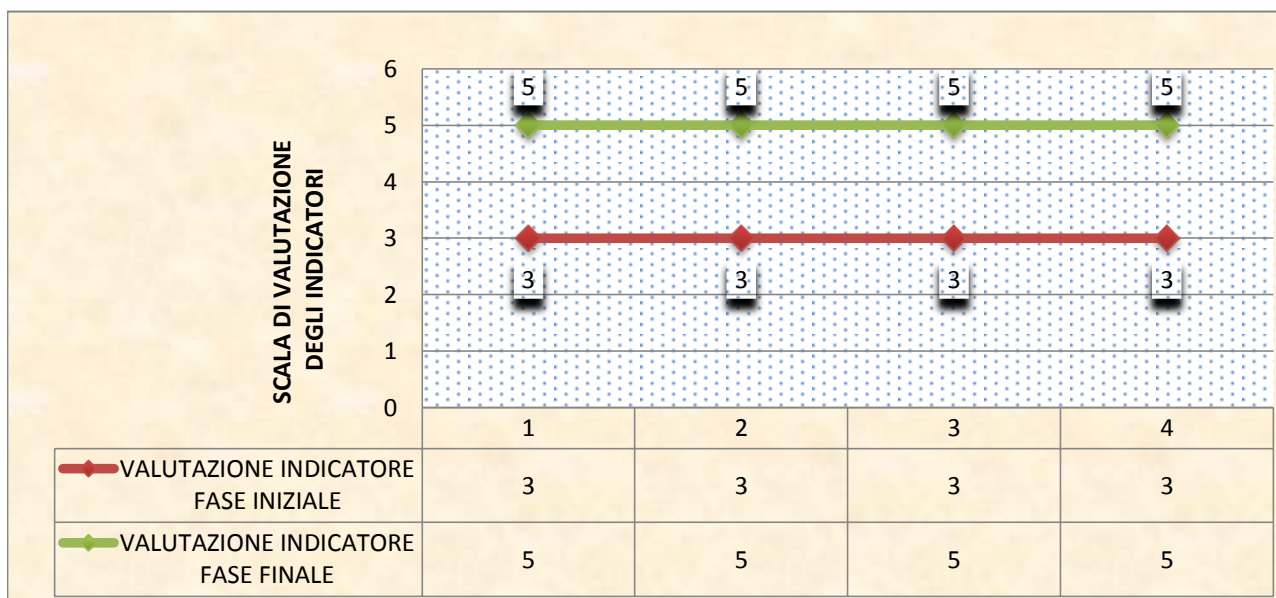 6
5 5 5 5
5
4
3
3 3 3 3
2
1
0
SCALA DI VALUTAZIONE
DEGLI INDICATORI
1 2 3 4
VALUTAZIONE INDICATORE
FASE INIZIALE
3 3 3 3
VALUTAZIONE INDICATORE
FASE FINALE
5 5 5 5